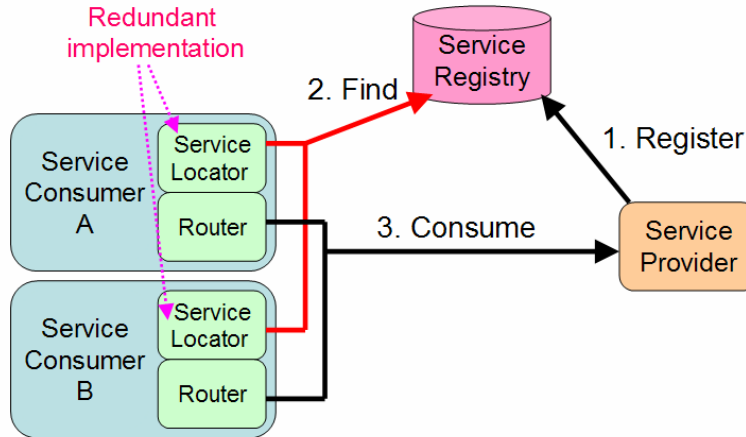 Redundant
implementation
Service
Registry
2. Find
1. Register
Service
Consumer
A
Service
Locator
Router
3. Consume
Service
Provider
Service
Consumer
B
Service
Locator
Router